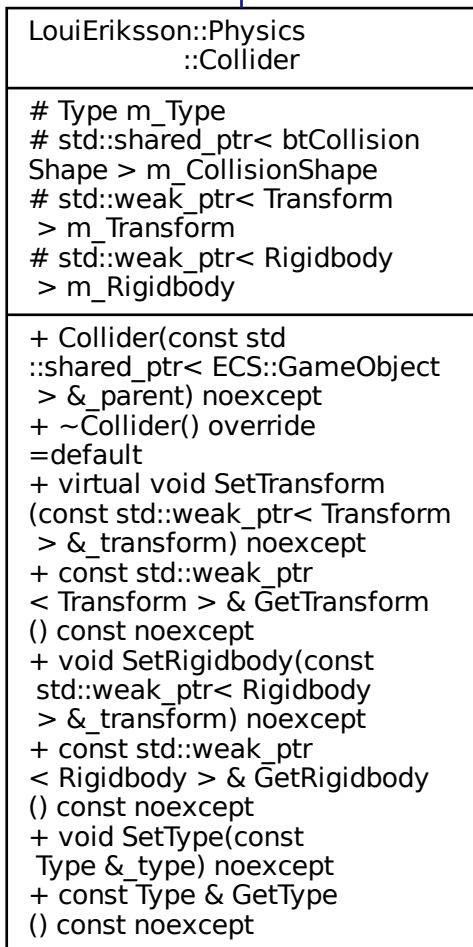 LouiEriksson::Physics
::Collider
# Type m_Type
# std::shared_ptr< btCollision
Shape > m_CollisionShape
# std::weak_ptr< Transform
> m_Transform
# std::weak_ptr< Rigidbody
> m_Rigidbody
+ Collider(const std
::shared_ptr< ECS::GameObject
> &_parent) noexcept
+ ~Collider() override
=default
+ virtual void SetTransform
(const std::weak_ptr< Transform
> &_transform) noexcept
+ const std::weak_ptr
< Transform > & GetTransform
() const noexcept
+ void SetRigidbody(const
std::weak_ptr< Rigidbody
> &_transform) noexcept
+ const std::weak_ptr
< Rigidbody > & GetRigidbody
() const noexcept
+ void SetType(const
Type &_type) noexcept
+ const Type & GetType
() const noexcept